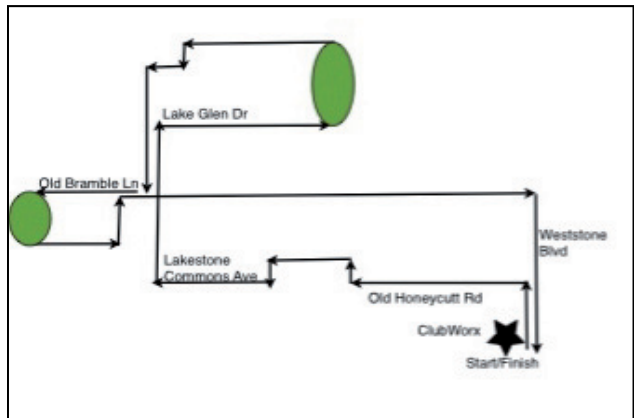 Lake Glen Dr
Old Bramble Ln
Weststone
Blvd
Lakestone
Commons Ave
Old Honeycutt Rd
ClubWorx
Start/Finish